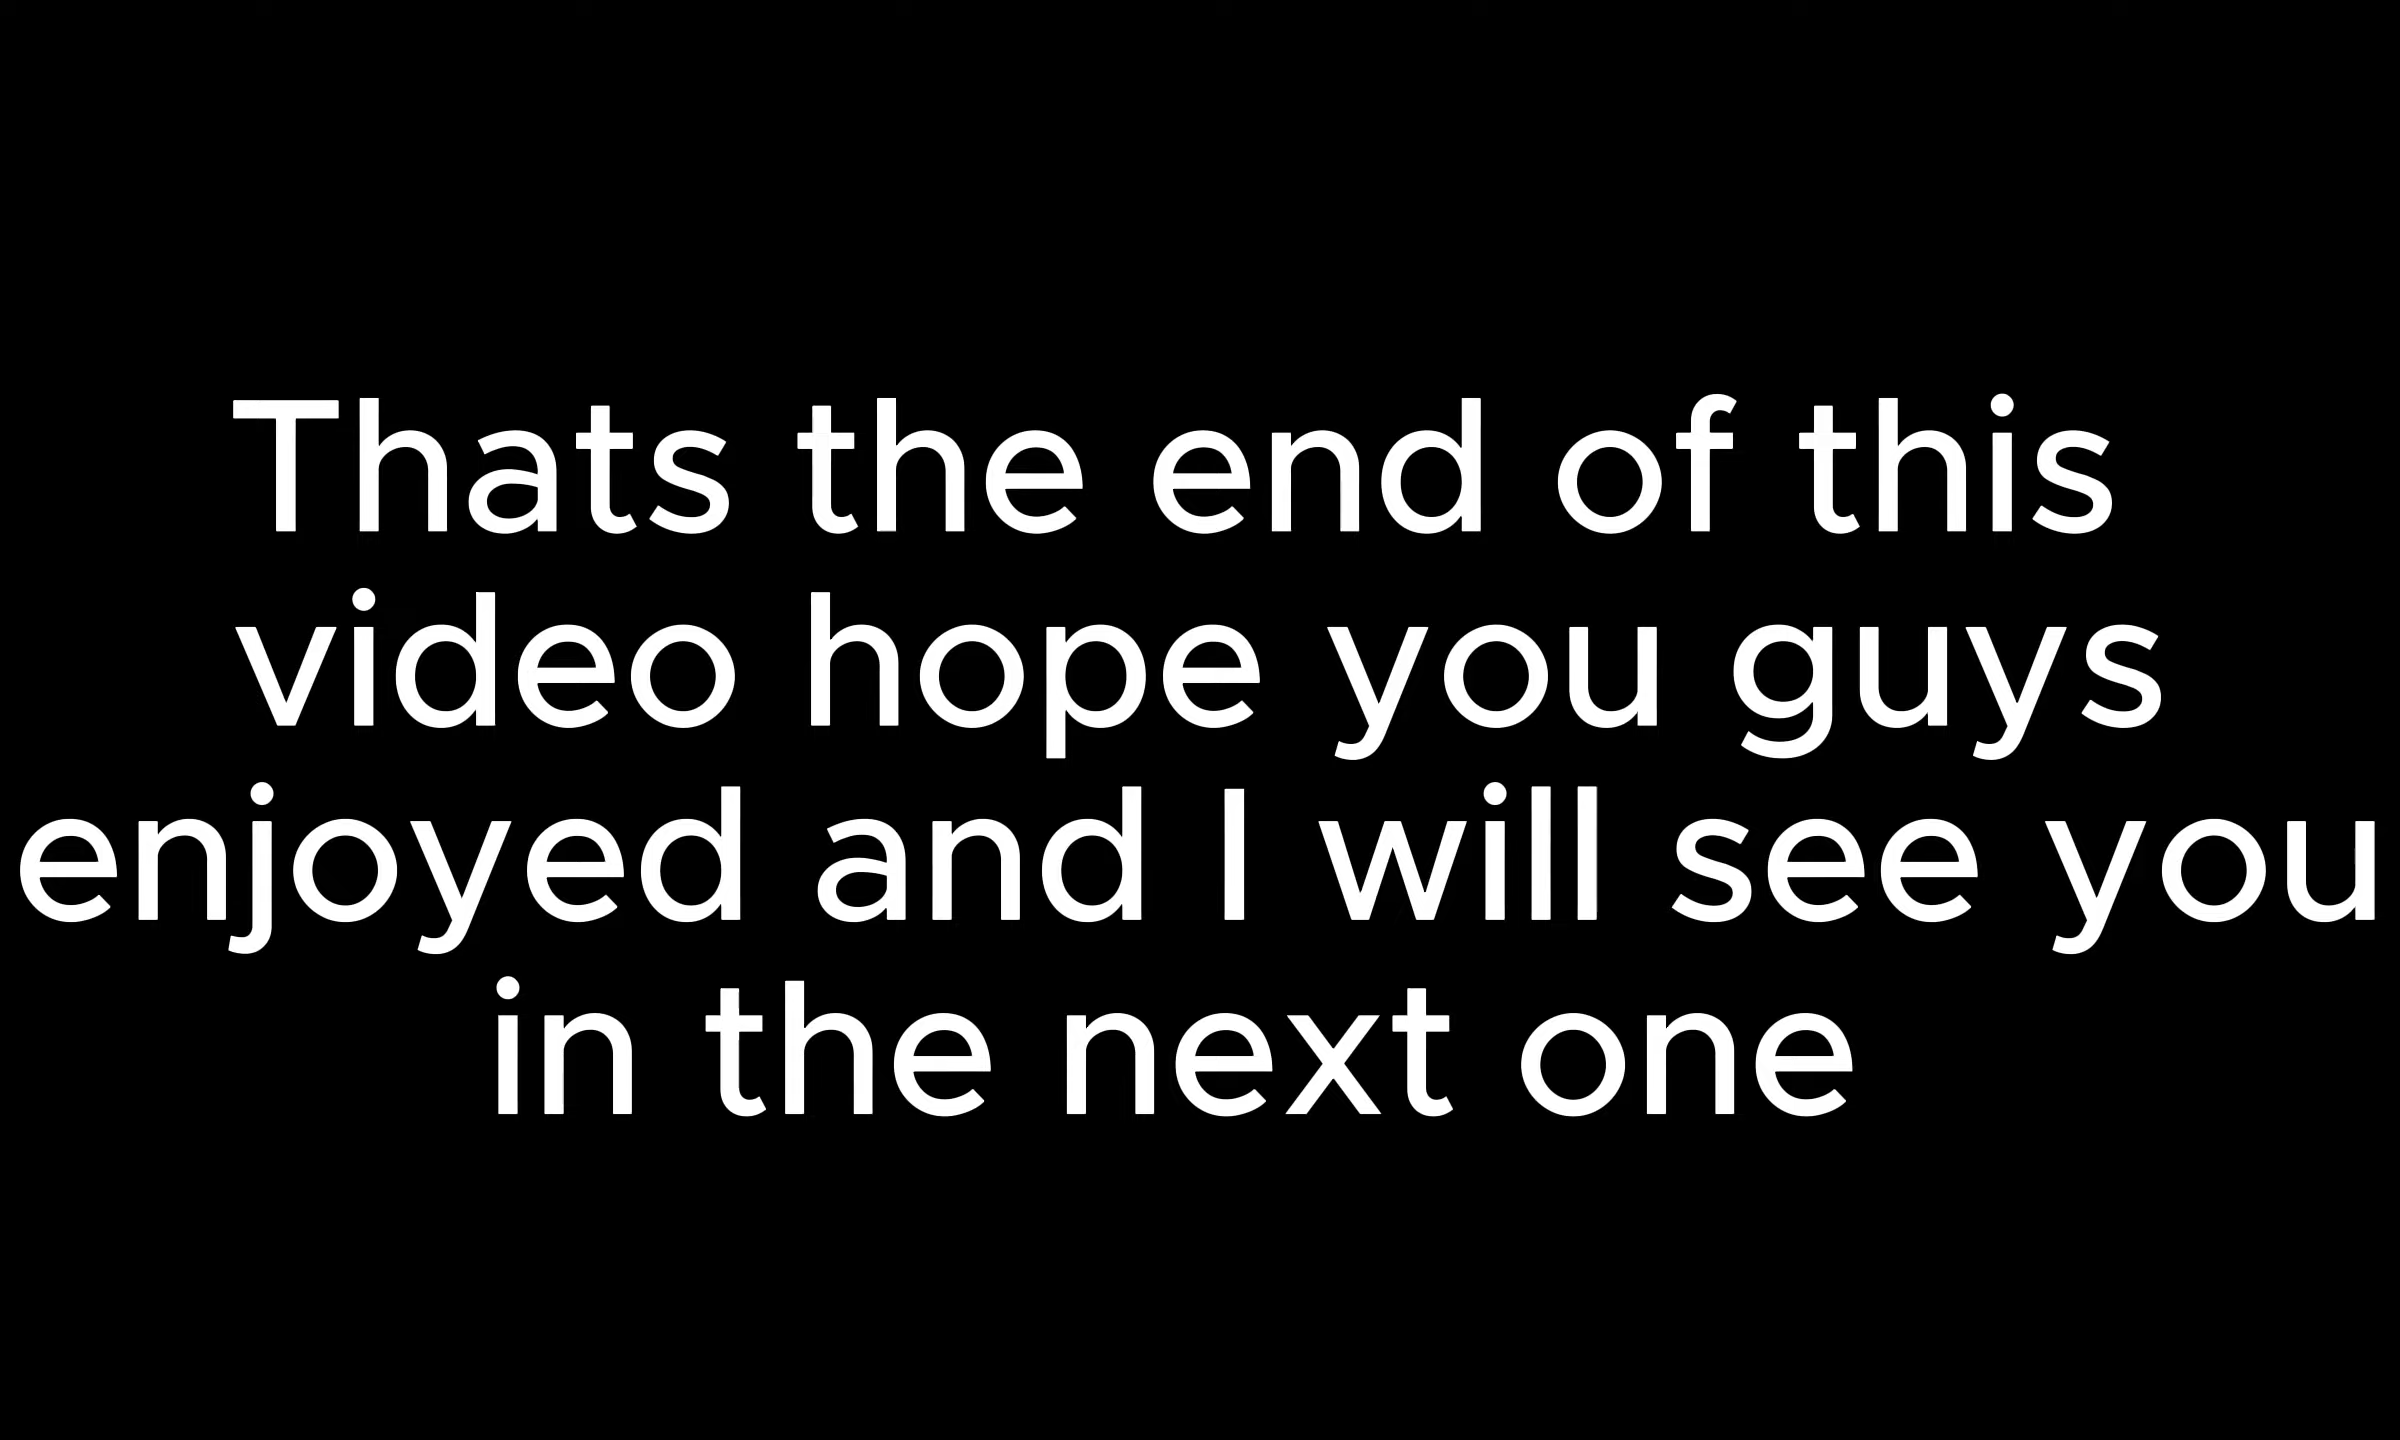 Thats the end of this
video hope you guys
enjoyed and I will see you
in the next one